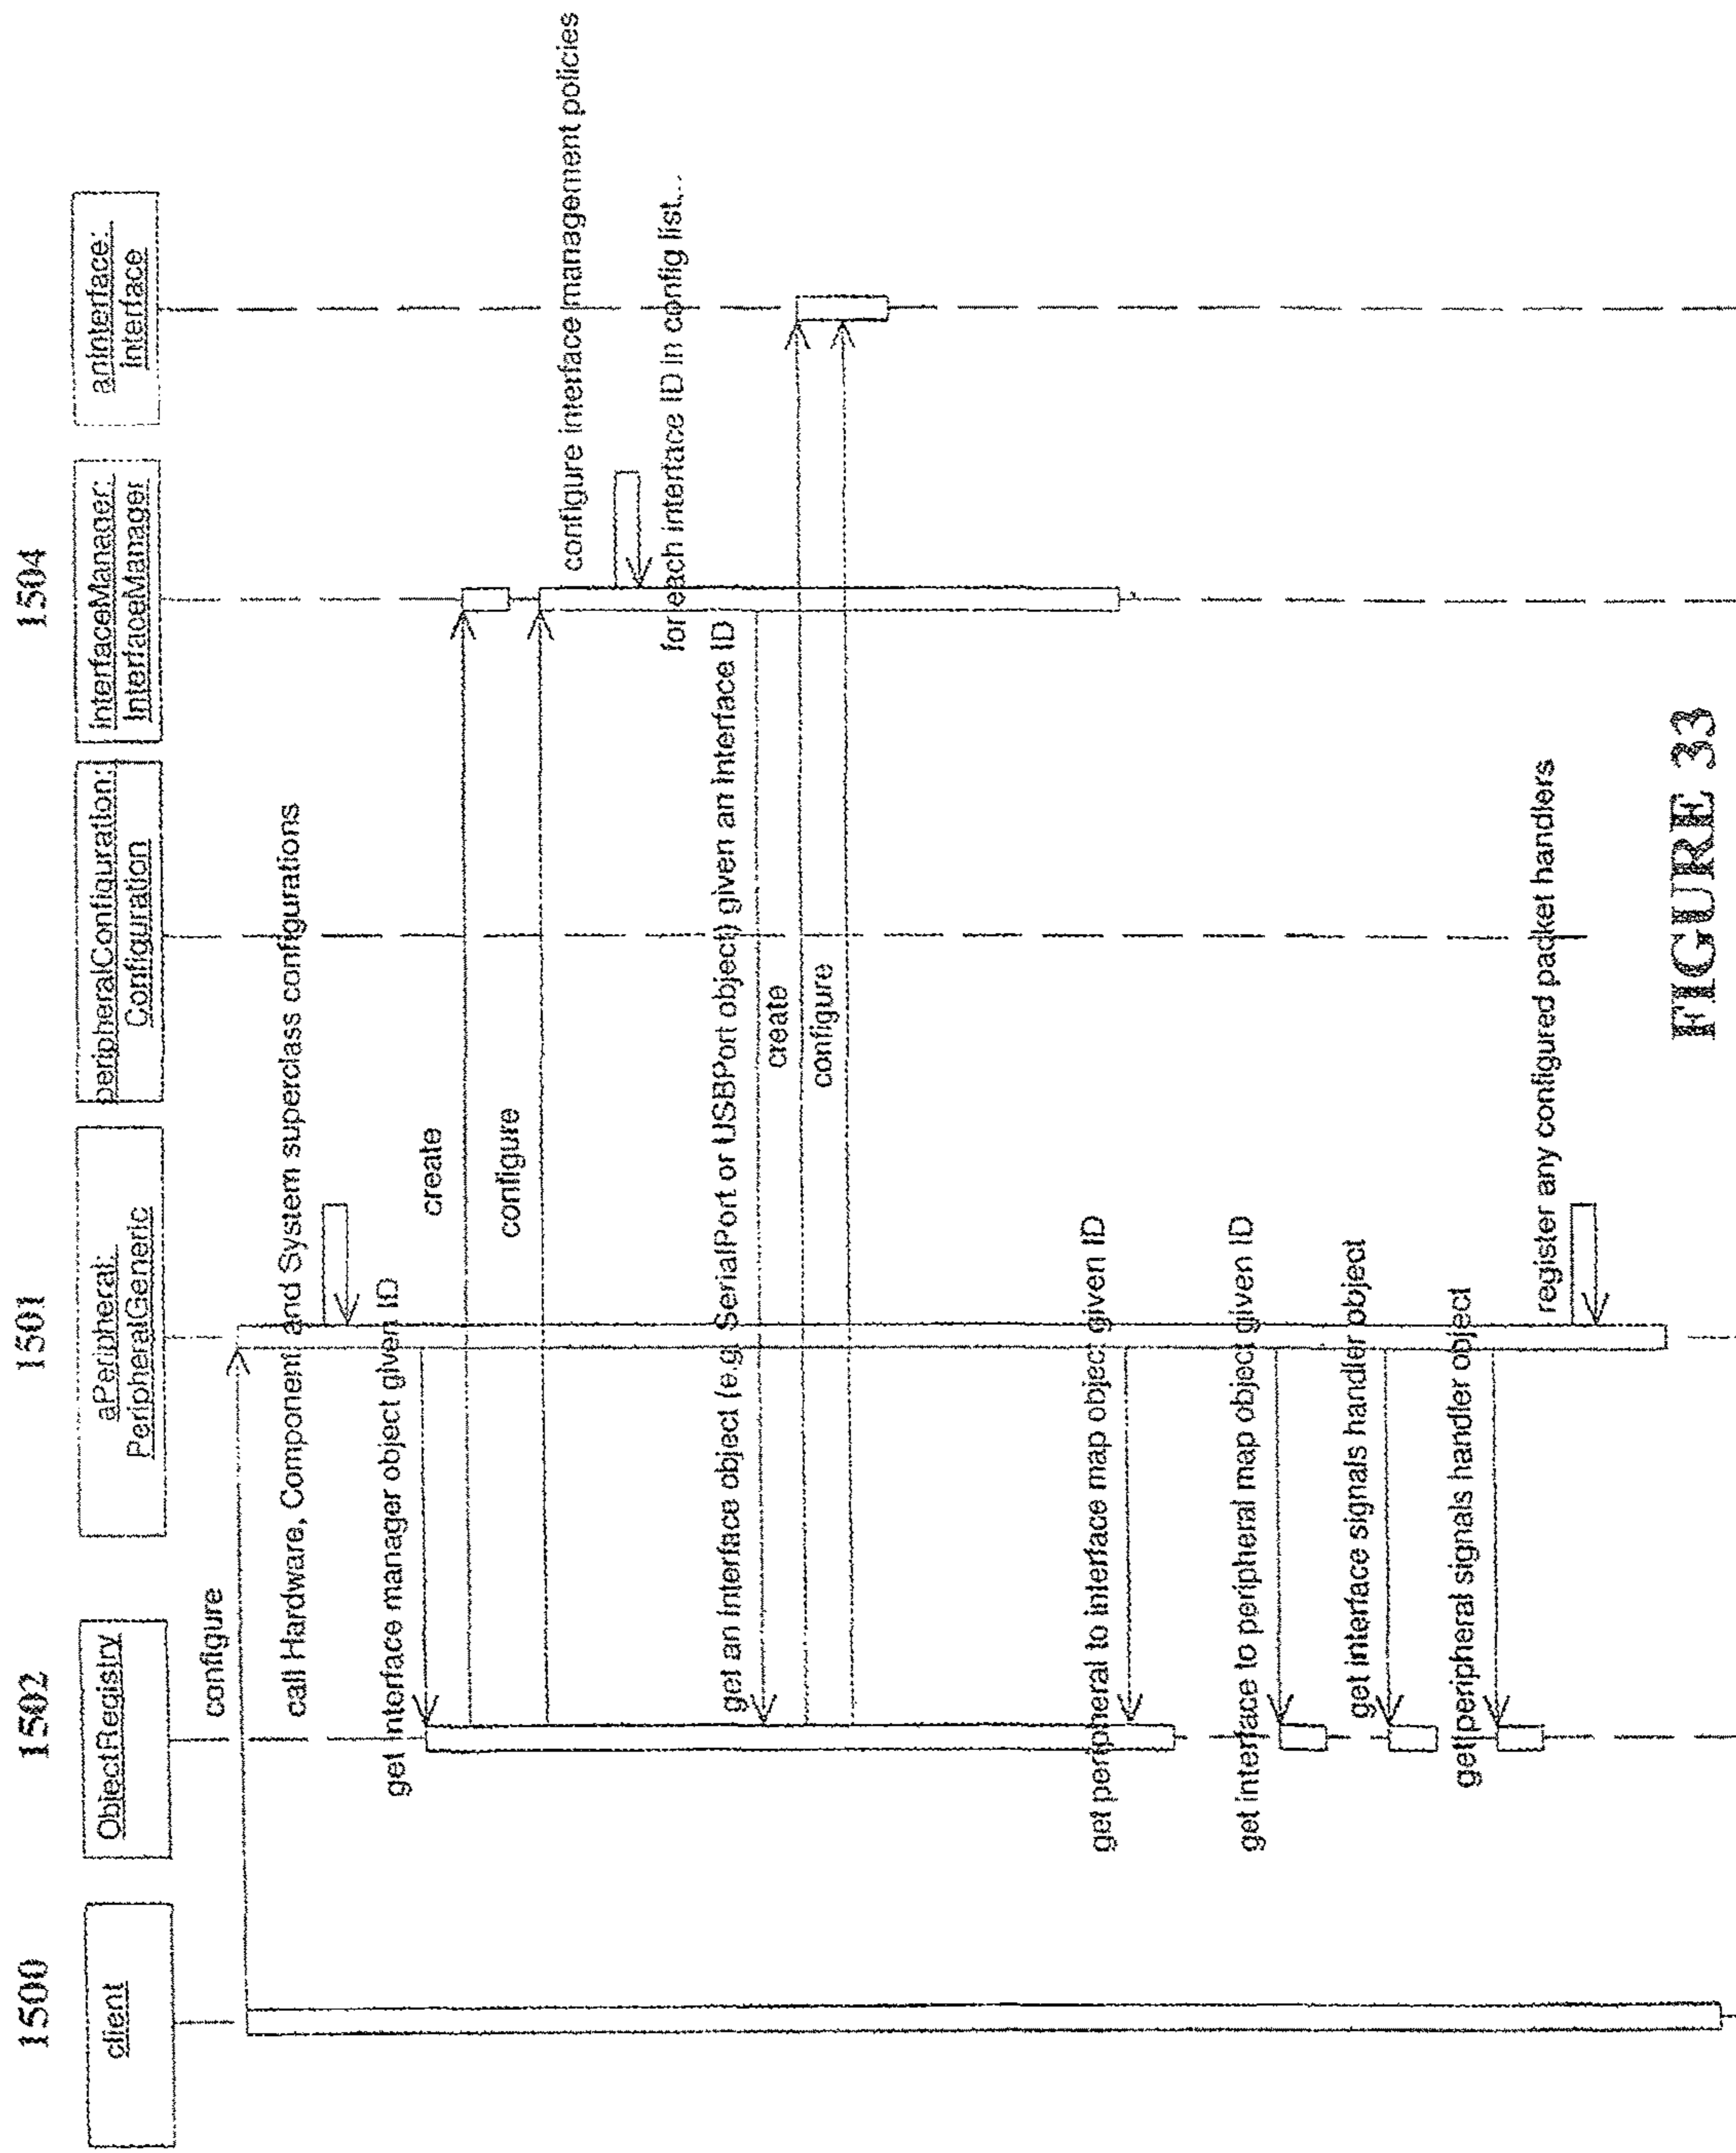 1500
1502
1501
1504
client
ObjectRegistry
aPeripheral:
PeripheralGeneric
peripheralConfiguration:
Configuration
interfaceManager:
InterfaceManager
anInterface:
Interface
configure
call Hardware, Component and System superclass configurations
get interface manager object given ID
create
configure
configure interface management policies
for each interface ID in config list...
get an Interface object (e.g. SerialPort or USBPort object) given an Interface ID
create
configure
get peripheral to interface map object given ID
get interface to peripheral map object given ID
get interface signals handler object
get peripheral signals handler object
register any configured packet handlers
FIGURE 33